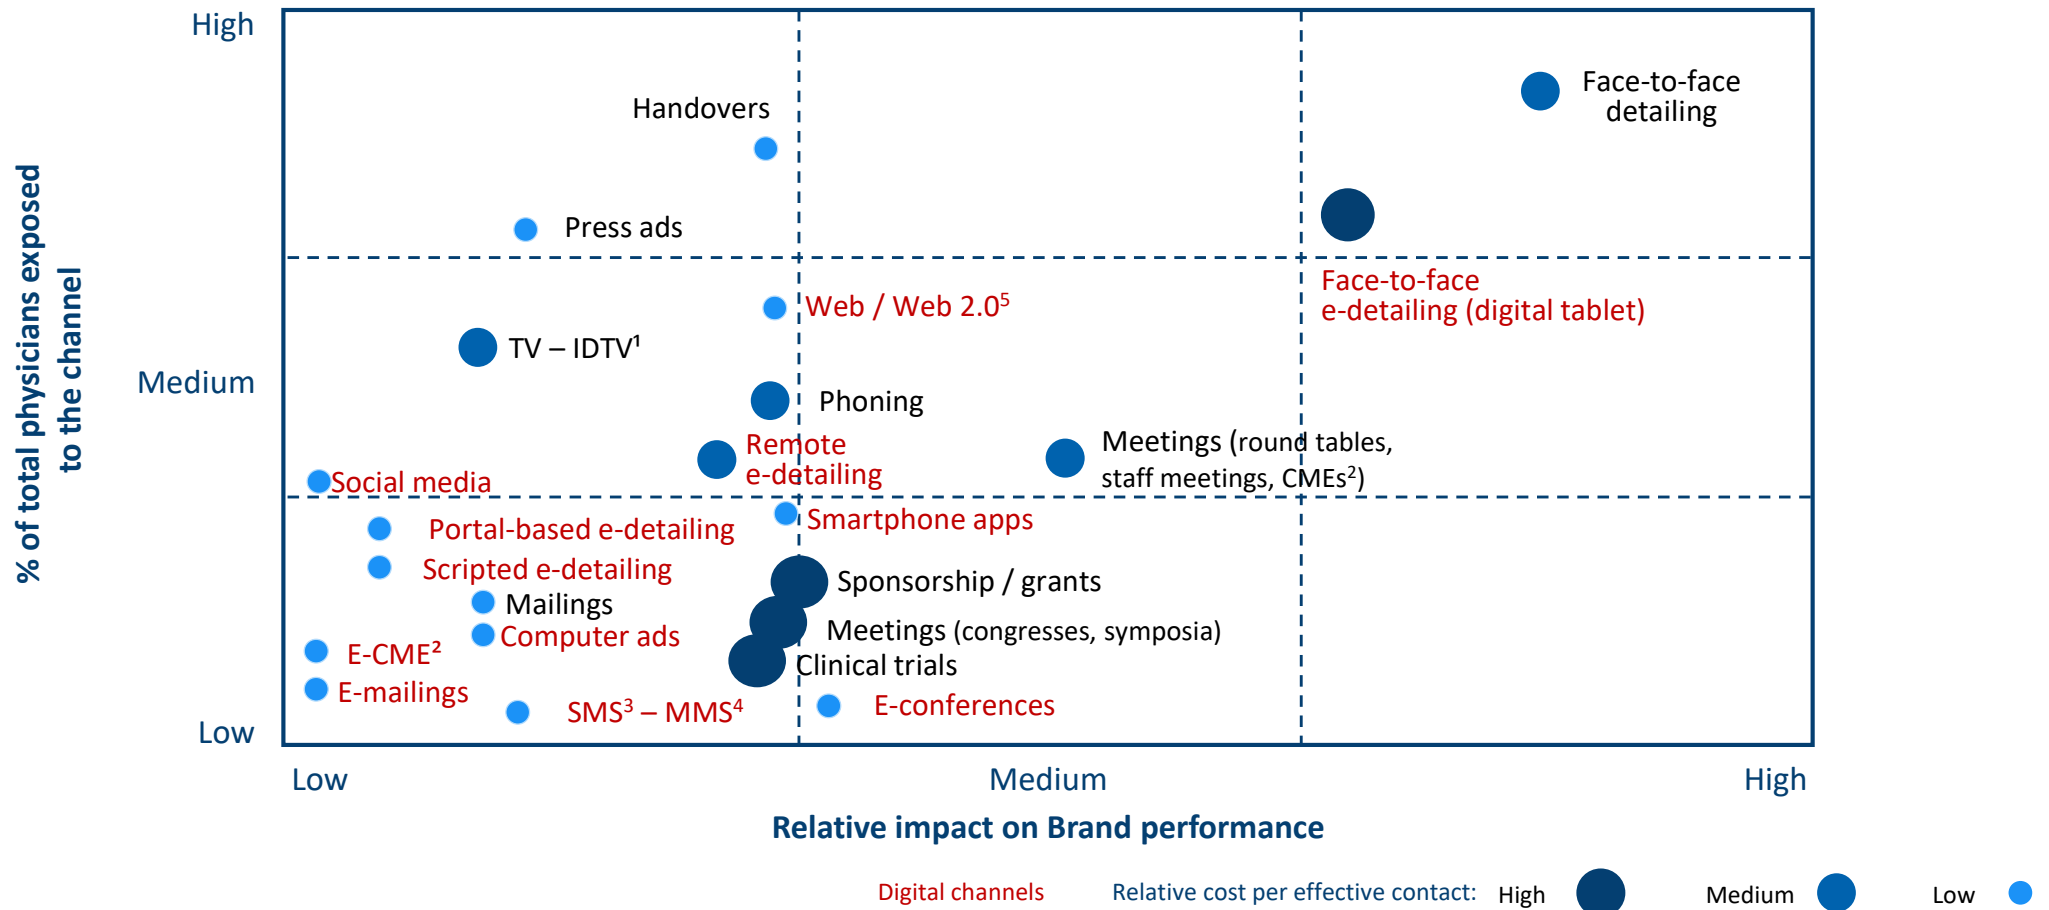 High
Handovers
Face-to-face
detailing
Press ads
Face-to-face
e-detailing (digital tablet)
Web / Web 2.0⁵
TV – IDTV¹
% of total physicians exposed
to the channel
Medium
Phoning
Remote
e-detailing
Meetings (round tables,
staff meetings, CMEs²)
Social media
Smartphone apps
Portal-based e-detailing
Scripted e-detailing
Sponsorship / grants
Mailings
Computer ads
Meetings (congresses, symposia)
E-CME²
Clinical trials
E-mailings
SMS³ – MMS⁴
E-conferences
Low
Low
Medium
High
Relative impact on Brand performance
Digital channels
Relative cost per effective contact:
High
Medium
Low